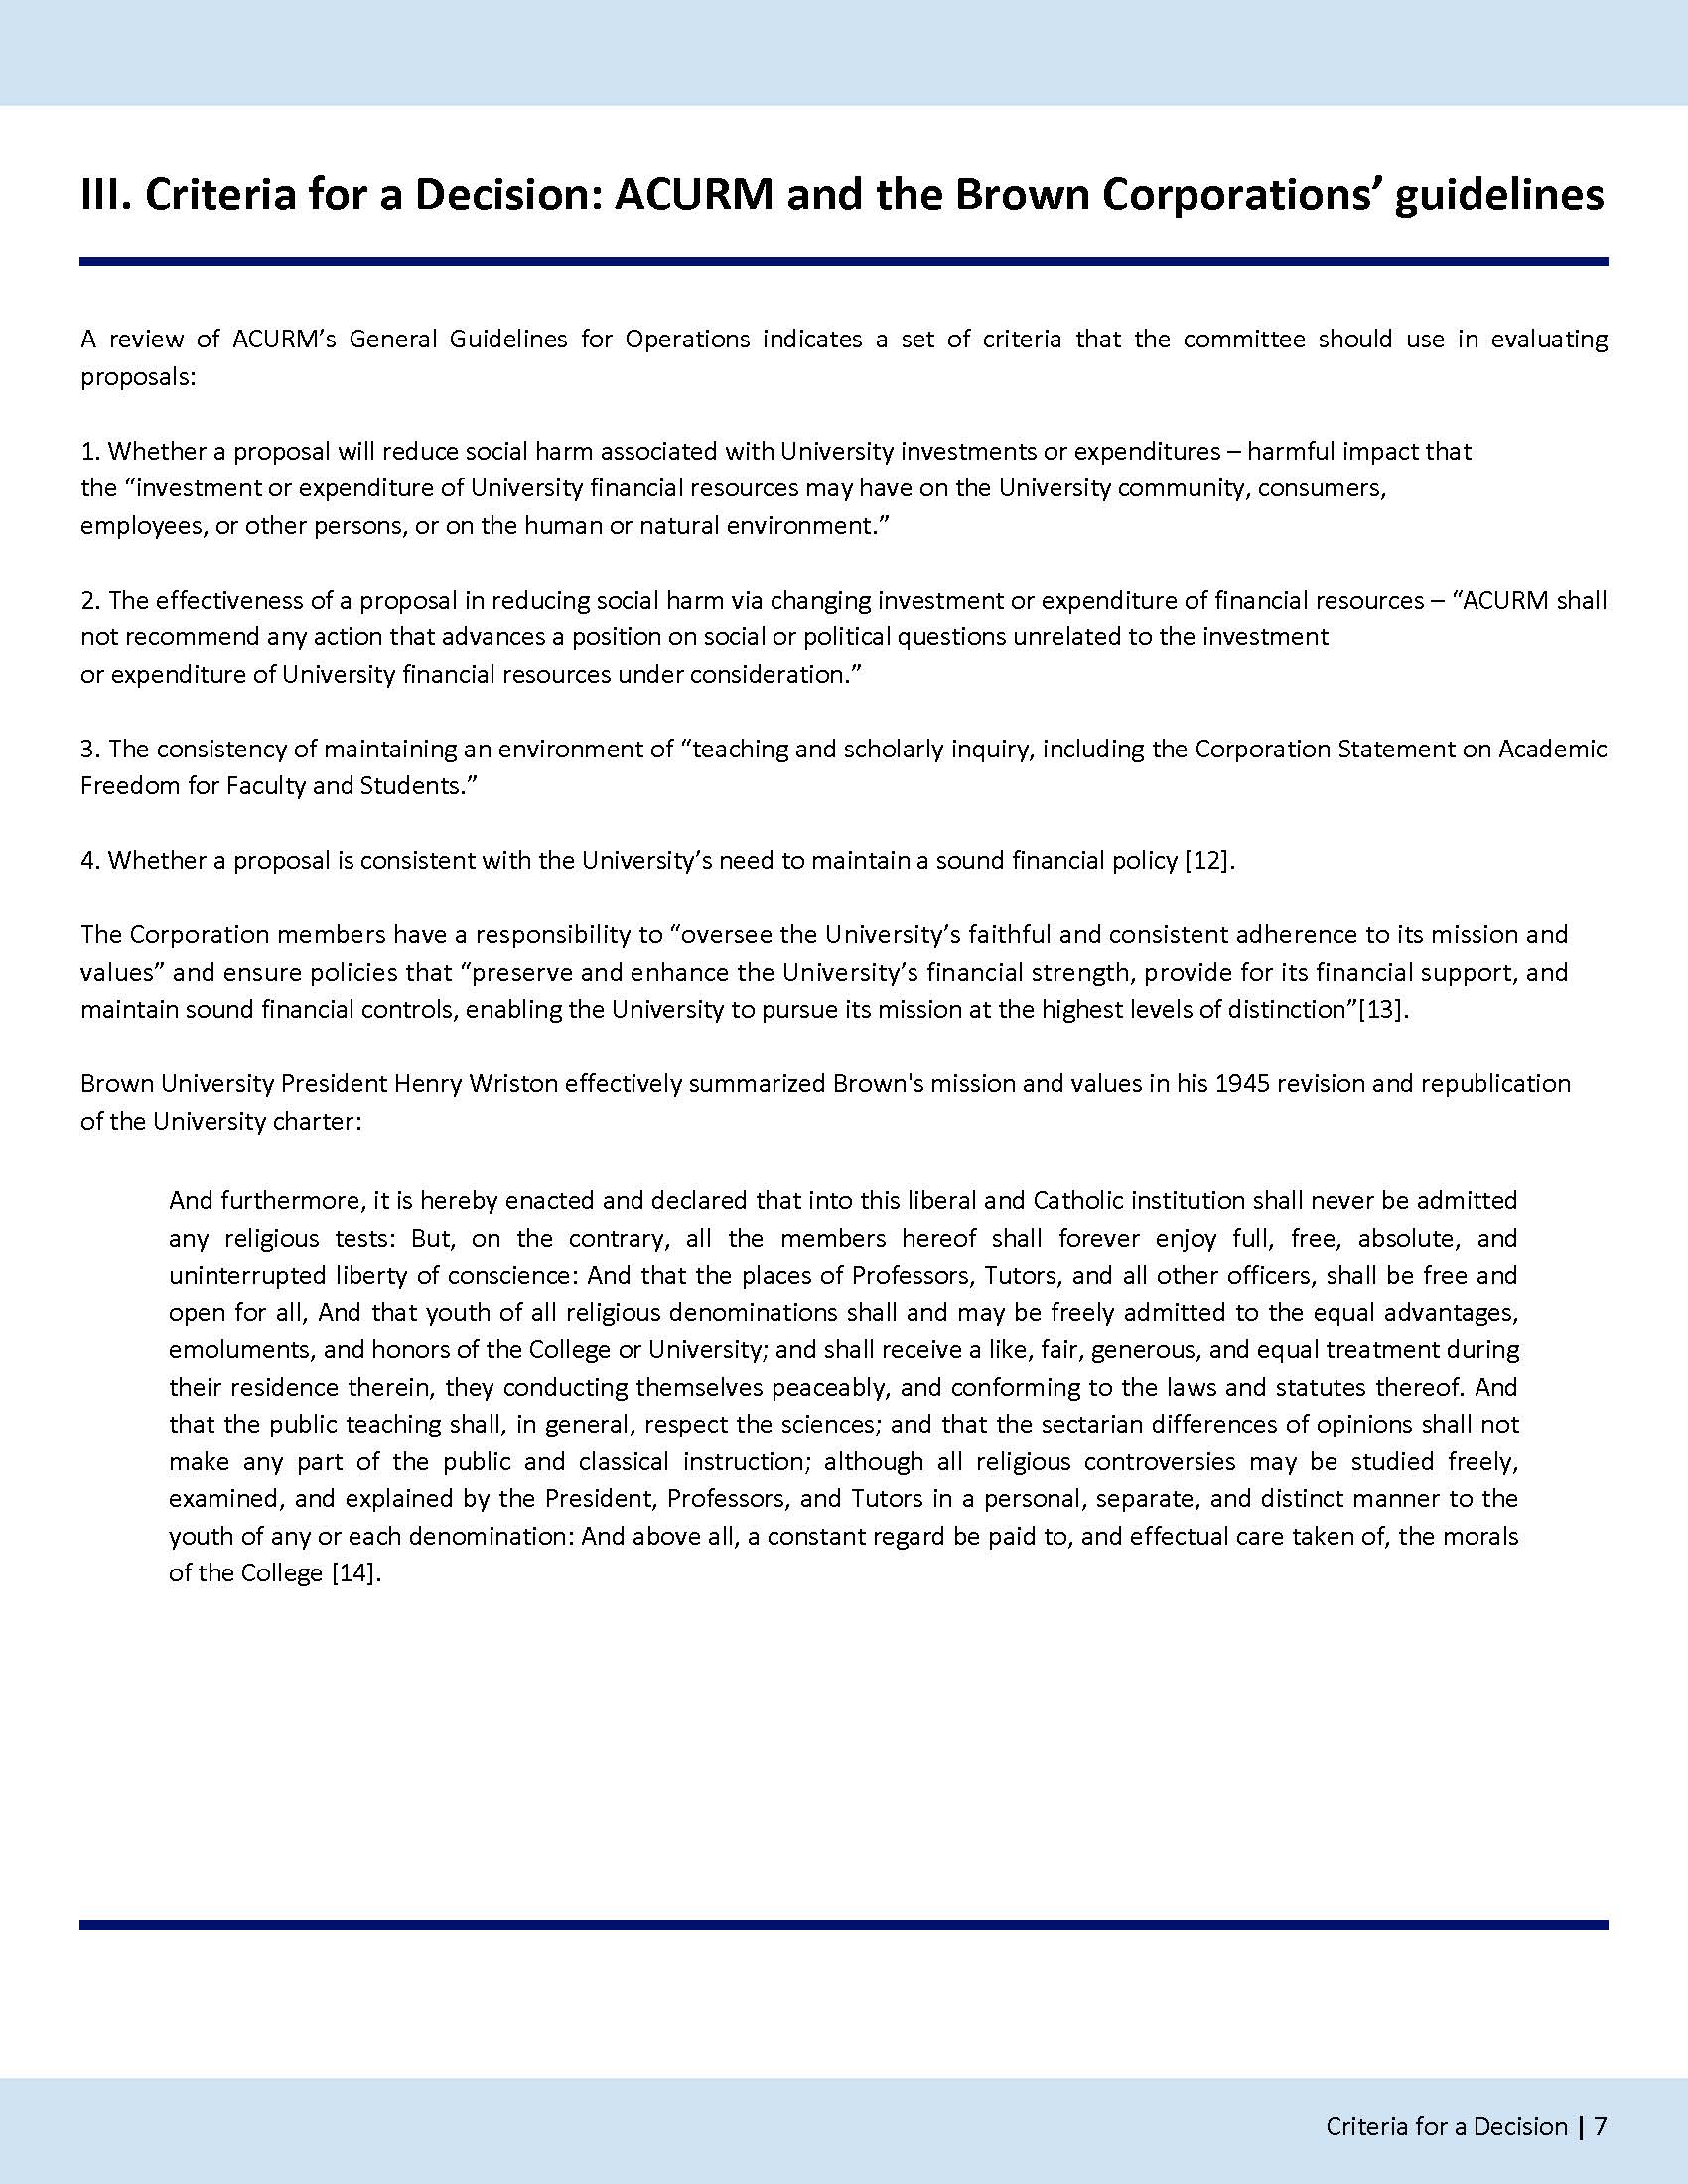 III. Criteria for a Decision: ACURM and the Brown Corporations’ guidelines
A review of ACURM’s General Guidelines for Operations indicates a set of criteria that the committee should use in evaluating
proposals:
1. Whether a proposal will reduce social harm associated with University investments or expenditures – harmful impact that
the “investment or expenditure of University financial resources may have on the University community, consumers,
employees, or other persons, or on the human or natural environment.”
2. The effectiveness of a proposal in reducing social harm via changing investment or expenditure of financial resources – “ACURM shall
not recommend any action that advances a position on social or political questions unrelated to the investment
or expenditure of University financial resources under consideration.”
3. The consistency of maintaining an environment of “teaching and scholarly inquiry, including the Corporation Statement on Academic
Freedom for Faculty and Students.”
4. Whether a proposal is consistent with the University’s need to maintain a sound financial policy [12].
The Corporation members have a responsibility to “oversee the University’s faithful and consistent adherence to its mission and
values” and ensure policies that “preserve and enhance the University’s financial strength, provide for its financial support, and
maintain sound financial controls, enabling the University to pursue its mission at the highest levels of distinction”[13].
Brown University President Henry Wriston effectively summarized Brown's mission and values in his 1945 revision and republication
of the University charter:
And furthermore, it is hereby enacted and declared that into this liberal and Catholic institution shall never be admitted
any religious tests: But, on the contrary, all the members hereof shall forever enjoy full, free, absolute, and
uninterrupted liberty of conscience: And that the places of Professors, Tutors, and all other officers, shall be free and
open for all, And that youth of all religious denominations shall and may be freely admitted to the equal advantages,
emoluments, and honors of the College or University; and shall receive a like, fair, generous, and equal treatment during
their residence therein, they conducting themselves peaceably, and conforming to the laws and statutes thereof. And
that the public teaching shall, in general, respect the sciences; and that the sectarian differences of opinions shall not
make any part of the public and classical instruction; although all religious controversies may be studied freely,
examined, and explained by the President, Professors, and Tutors in a personal, separate, and distinct manner to the
youth of any or each denomination: And above all, a constant regard be paid to, and effectual care taken of, the morals
of the College [14].
Criteria for a Decision | 7